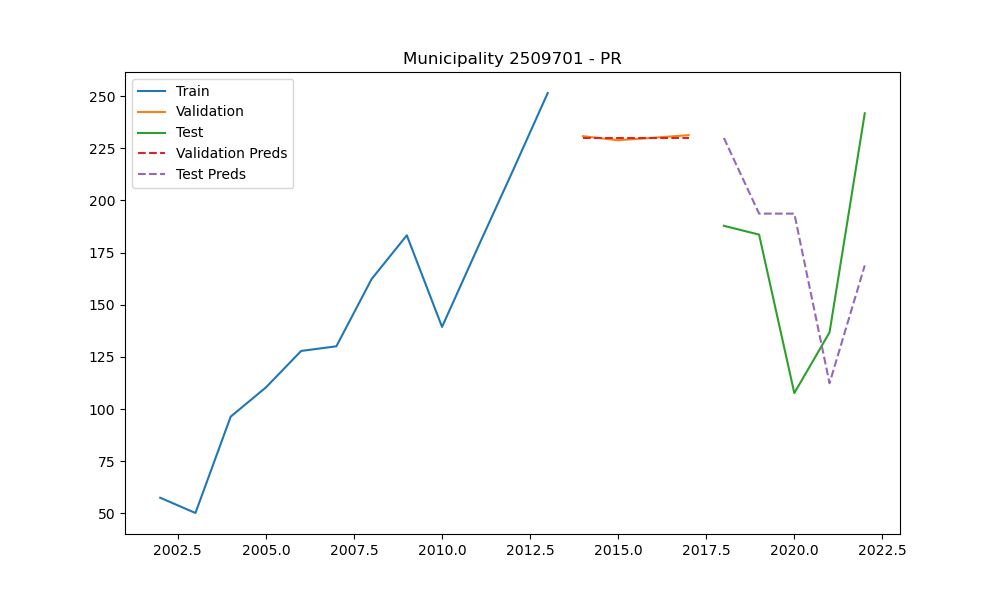 Municipality 2509701 - PR
Train
Validation
Test
Validation Preds
Test Preds
250
225
200
175
150
125
100
75
50
2002.5 2005.0 2007.5 2010.0 2012.5 2015.0 2017.5 2020.0 2022.5